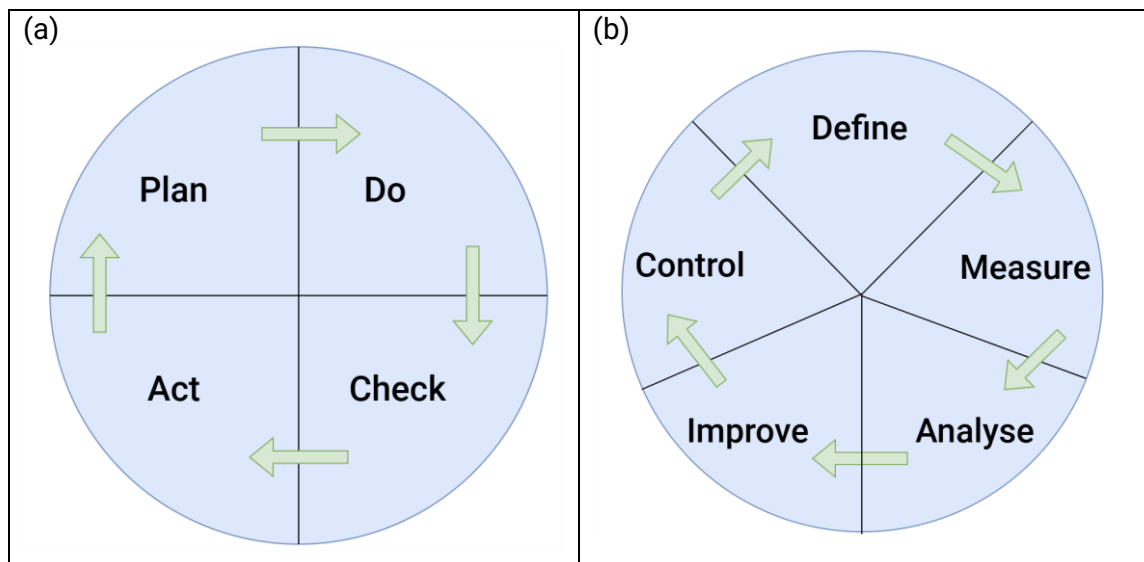 (a)
Plan
Do
Act
Check
(b)
Define
Control
Measure
Improve
Analyse